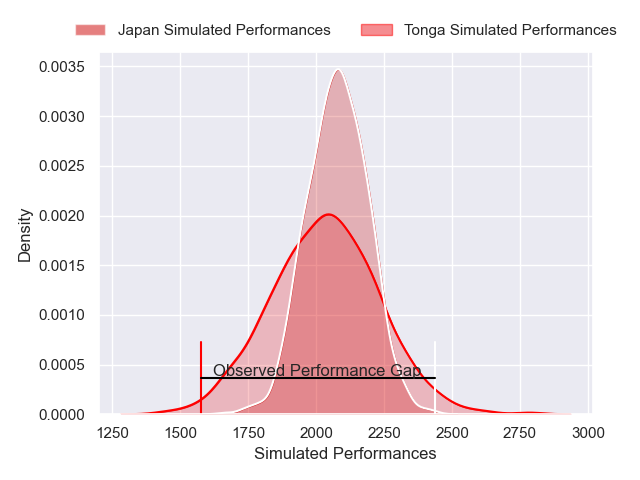 Japan Simulated Performances Tonga Simulated Performances
0.0035
0.0030
0.0025
0.0020
0.0015
0.0010
0.0005
0.0000
Density
Observed Performance Gap
1250 1500 1750 2000 2250 2500 2750 3000
Simulated Performances